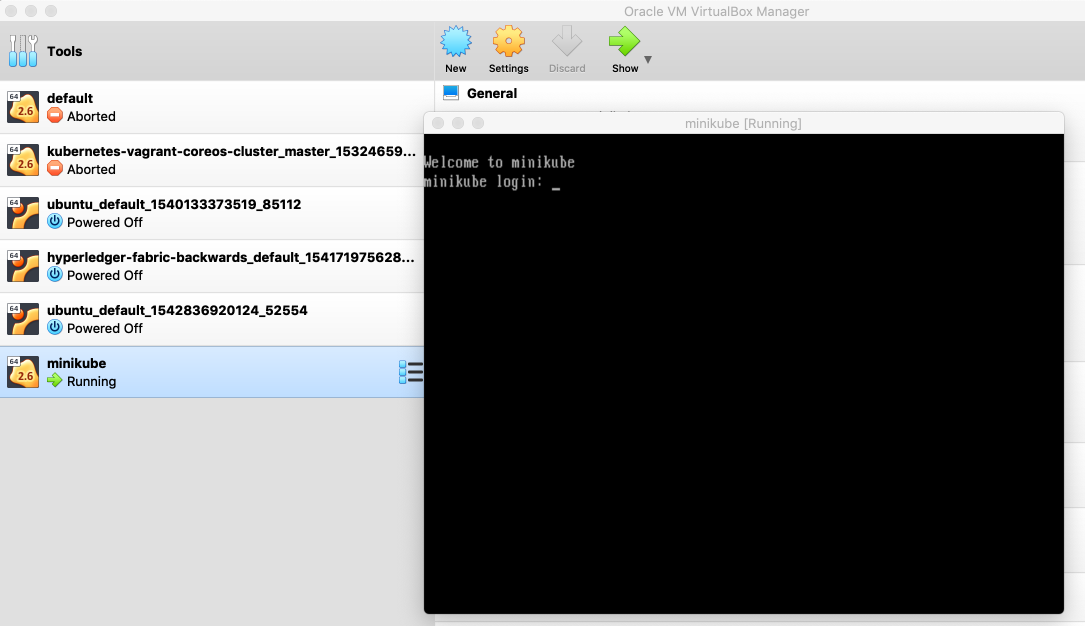 Oracle VM VirtualBox Manager
Tools
New
Settings
Discard
Show
General
64
2.6
default
Aborted
64
2.6
kubernetes-vagrant-coreos-cluster_master_15324659...
Aborted
64
ubuntu_default_1540133373519_85112
Powered Off
64
hyperledger-fabric-backwards_default_154171975628...
Powered Off
64
ubuntu_default_1542836920124_52554
Powered Off
64
2.6
minikube
Running
minikube [Running]
Welcome to minikube
minikube login: _